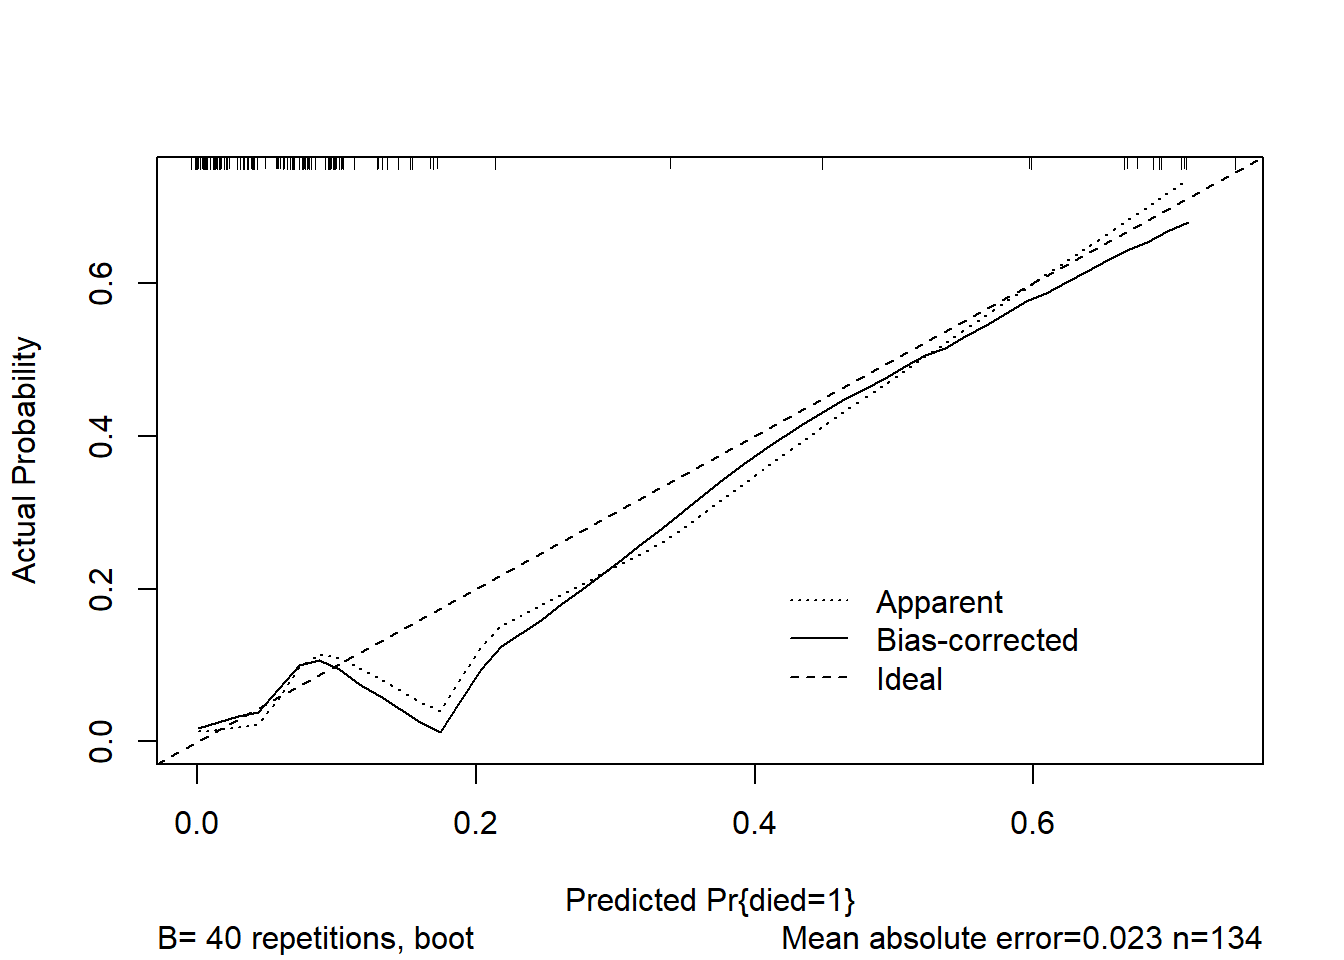 Actual Probability
0.6
0.4
0.2
0.0
Apparent
Bias-corrected
Ideal
0.0 0.2 0.4 0.6
Predicted Pr{died=1}
B= 40 repetitions, boot
Mean absolute error=0.023 n=134